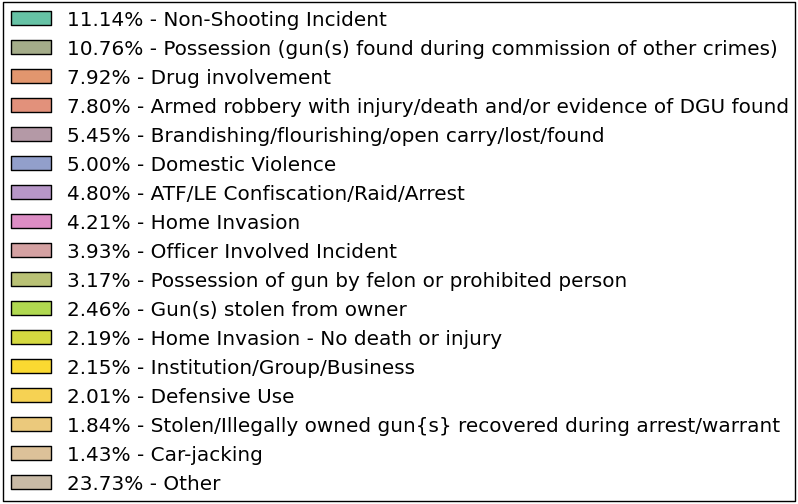 11.14% - Non-Shooting Incident
10.76% - Possession (gun(s) found during commission of other crimes)
7.92% - Drug involvement
7.80% - Armed robbery with injury/death and/or evidence of DGU found
5.45% - Brandishing/flourishing/open carry/lost/found
5.00% - Domestic Violence
4.80% - ATF/LE Confiscation/Raid/Arrest
4.21% - Home Invasion
3.93% - Officer Involved Incident
3.17% - Possession of gun by felon or prohibited person
2.46% - Gun(s) stolen from owner
2.19% - Home Invasion - No death or injury
2.15% - Institution/Group/Business
2.01% - Defensive Use
1.84% - Stolen/Illegally owned gun{s} recovered during arrest/warrant
1.43% - Car-jacking
23.73% - Other